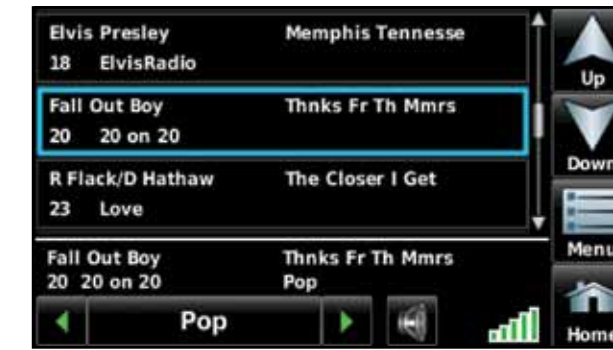 Elvis Presley Memphis Tennesse
18 ElvisRadio
Up
Fall Out Boy Thnks Fr Th Mmrs
20 20 on 20
Down
R Flack/D Hathaw The Closer I Get
23 Love
Menu
Fall Out Boy Thnks Fr Th Mmrs
20 20 on 20 Pop
Pop
Home